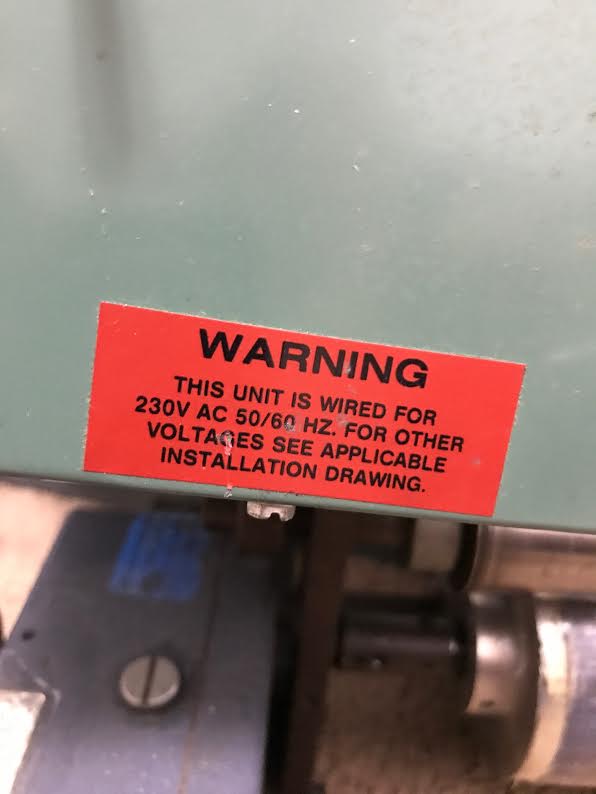 WARNING
THIS UNIT IS WIRED FOR
230V AC 50/60 HZ. FOR OTHER
VOLTAGES SEE APPLICABLE
INSTALLATION DRAWING.